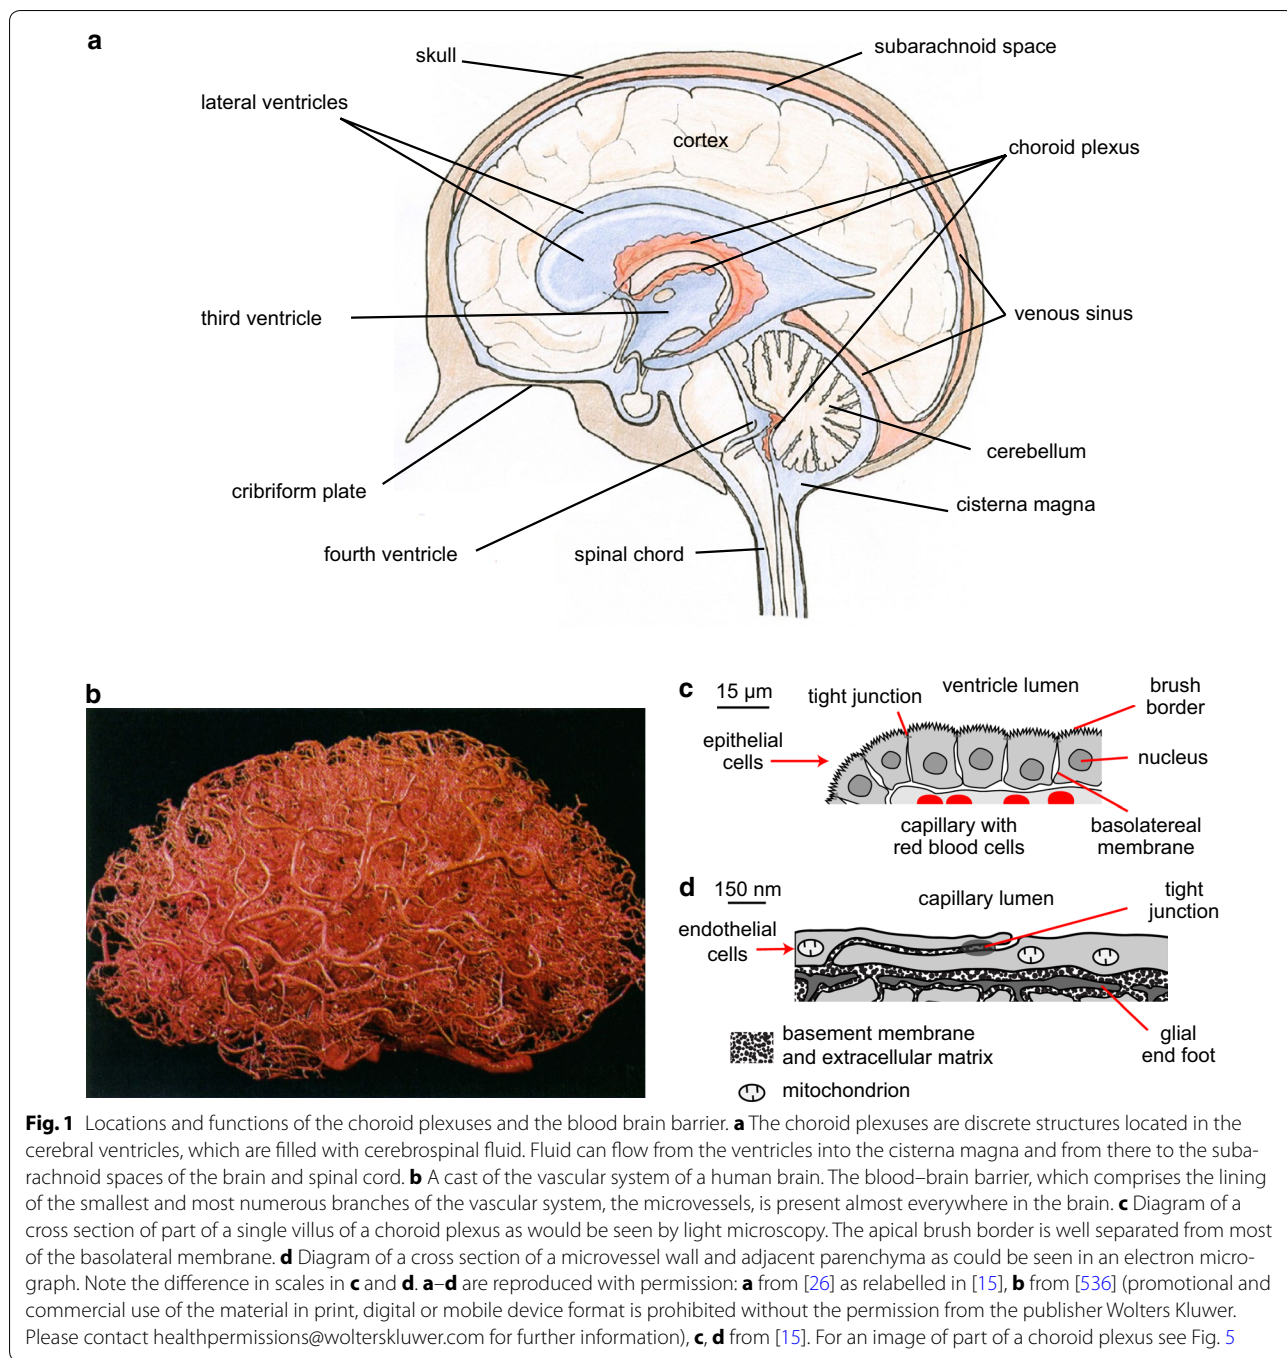 a
skull
subarachnoid space
lateral ventricles
cortex
choroid plexus
third ventricle
venous sinus
cerebellum
cribriform plate
cisterna magna
fourth ventricle
spinal chord
b
c
15 µm
tight junction
ventricle lumen
brush
border
epithelial
cells
nucleus
capillary with
red blood cells
basolatereal
membrane
d
150 nm
capillary lumen
tight
junction
endothelial
cells
basement membrane
and extracellular matrix
glial
end foot
mitochondrion
Fig. 1 Locations and functions of the choroid plexuses and the blood brain barrier. a The choroid plexuses are discrete structures located in the
cerebral ventricles, which are filled with cerebrospinal fluid. Fluid can flow from the ventricles into the cisterna magna and from there to the suba-
rachnoid spaces of the brain and spinal cord. b A cast of the vascular system of a human brain. The blood–brain barrier, which comprises the lining
of the smallest and most numerous branches of the vascular system, the microvessels, is present almost everywhere in the brain. c Diagram of a
cross section of part of a single villus of a choroid plexus as would be seen by light microscopy. The apical brush border is well separated from most
of the basolateral membrane. d Diagram of a cross section of a microvessel wall and adjacent parenchyma as could be seen in an electron micro-
graph. Note the difference in scales in c and d. a–d are reproduced with permission: a from [26] as relabelled in [15], b from [536] (promotional and
commercial use of the material in print, digital or mobile device format is prohibited without the permission from the publisher Wolters Kluwer.
Please contact healthpermissions@wolterskluwer.com for further information), c, d from [15]. For an image of part of a choroid plexus see Fig. 5